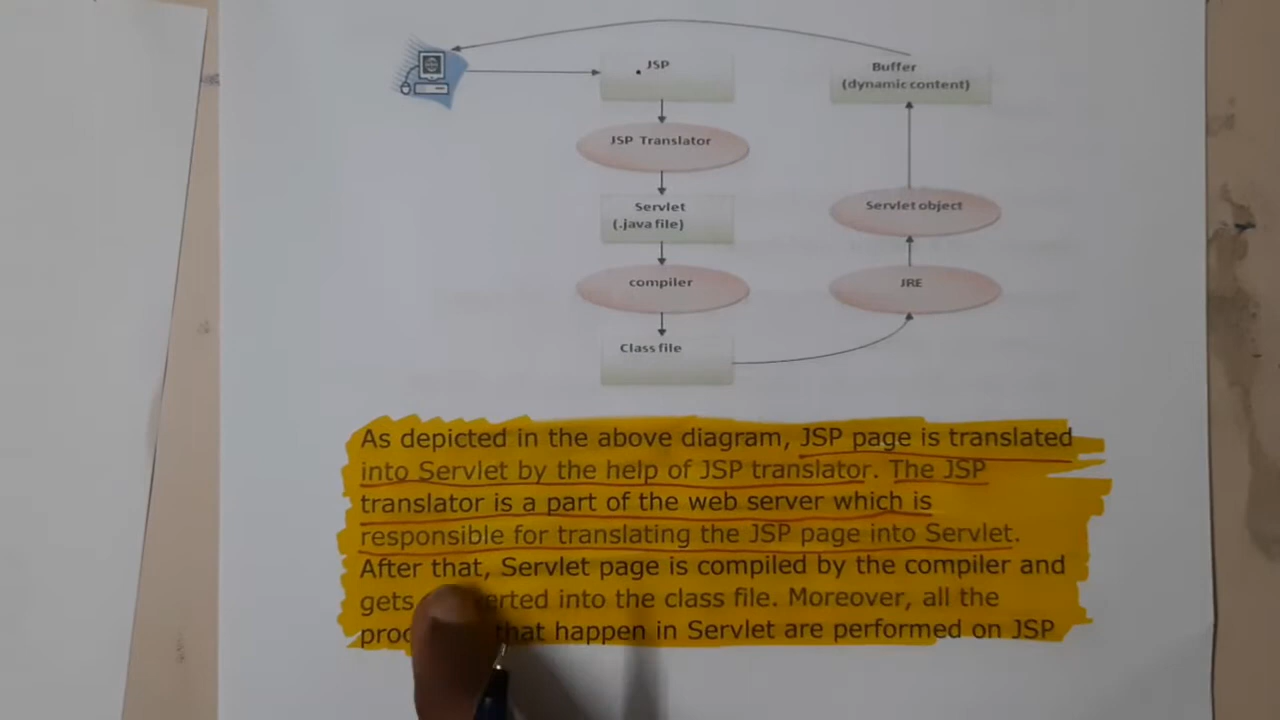 JSP
Buffer
(dynamic content)
JSP Translator
Servlet
(.java file)
Servlet object
compiler
JRE
Class file
As depicted in the above diagram, JSP page is translated
into Servlet by the help of JSP translator. The JSP
translator is a part of the web server which is
responsible for translating the JSP page into Servlet.
After that, Servlet page is compiled by the compiler and
gets into the class file. Moreover, all the
that happen in Servlet are performed on JSP